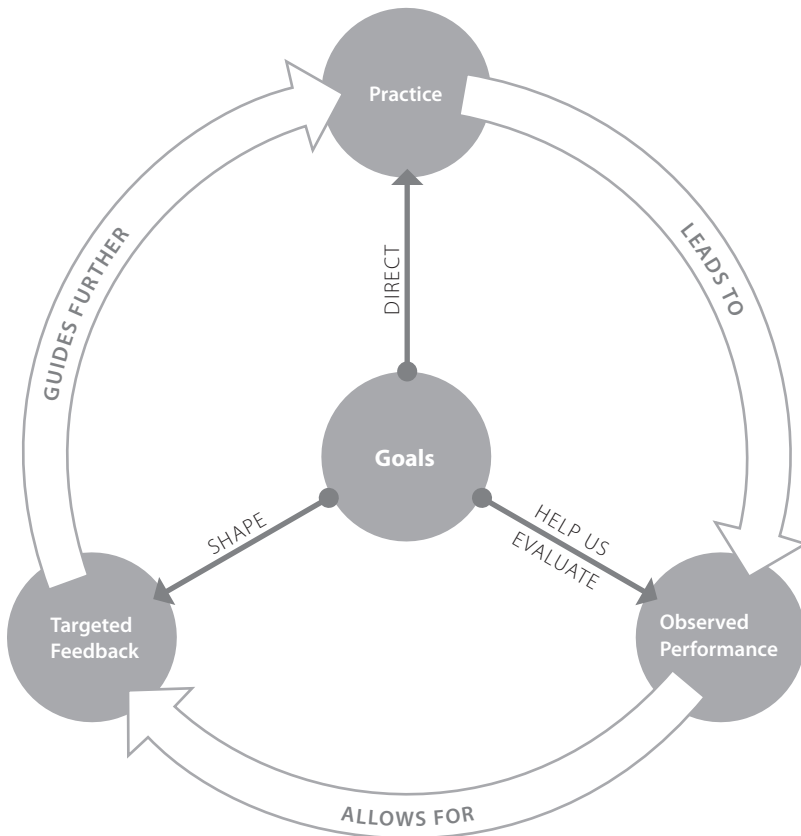 Practice
LEADS TO
GUIDES FURTHER
DIRECT
Goals
SHAPE
HELP US
EVALUATE
Targeted
Feedback
Observed
Performance
ALLOWS FOR